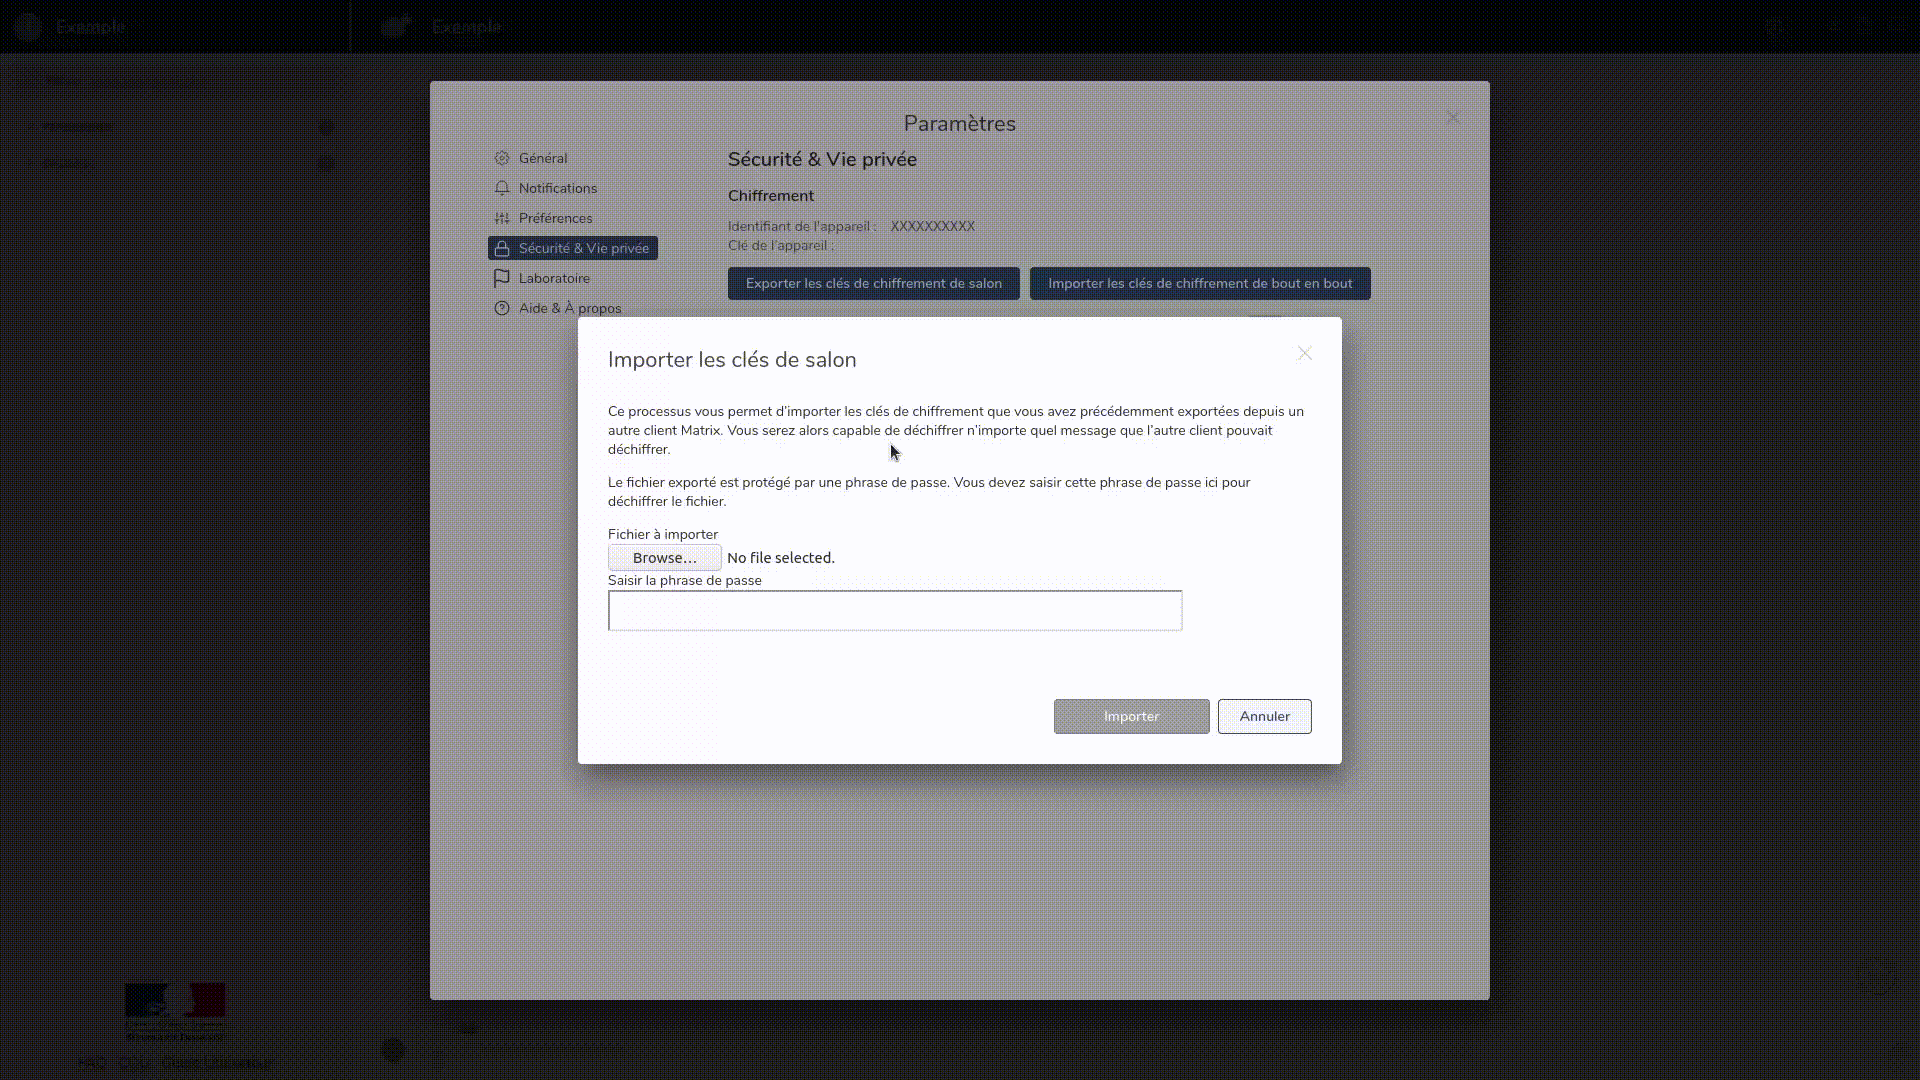 Exemple
Exemple
Paramètres
Général
Notifications
Préférences
Sécurité & Vie privée
Laboratoire
Aide & À propos
Sécurité & Vie privée
Chiffrement
Identifiant de l'appareil : XXXXXXXXXX
Clé de l'appareil :
Exporter les clés de chiffrement de salon
Importer les clés de chiffrement de bout en bout
Importer les clés de salon
Ce processus vous permet d’importer les clés de chiffrement que vous avez précédemment exportées depuis un
autre client Matrix. Vous serez alors capable de déchiffrer n’importe quel message que l’autre client pouvait
déchiffrer.
Le fichier exporté est protégé par une phrase de passe. Vous devez saisir cette phrase de passe ici pour
déchiffrer le fichier.
Fichier à importer
Browse... No file selected.
Saisir la phrase de passe
Importer
Annuler